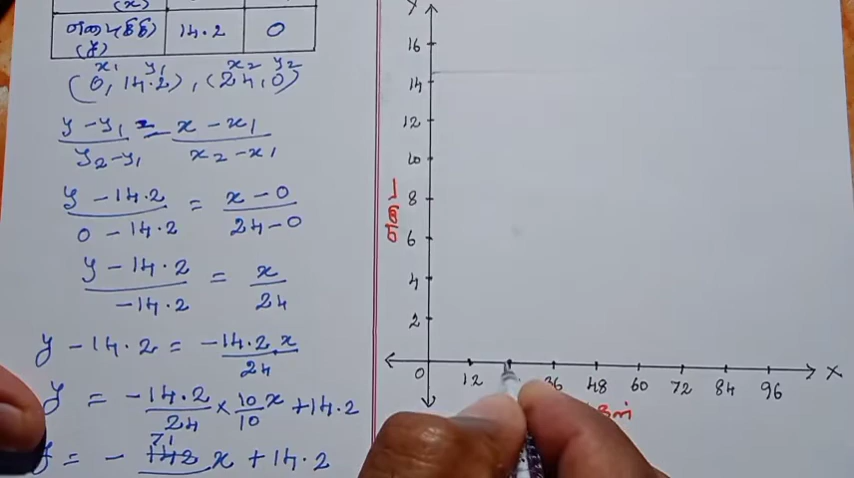 (x)
எடை(கிகி) 14.2 0
(y)
x₁ y₁ x₂ y₂
(0, 14.2), (24,0)
y - y₁ / y₂ - y₁ = x - x₁ / x₂ - x₁
y - 14.2 / 0 - 14.2 = x - 0 / 24 - 0
y - 14.2 / -14.2 = x / 24
y - 14.2 = -14.2 x / 24
y = -14.2 / 24 × 10 / 10 x + 14.2
71
y = - 142 x + 14.2
Y
16
14
12
10
8
எடை
6
4
2
0 12 36 48 60 72 84 96 X